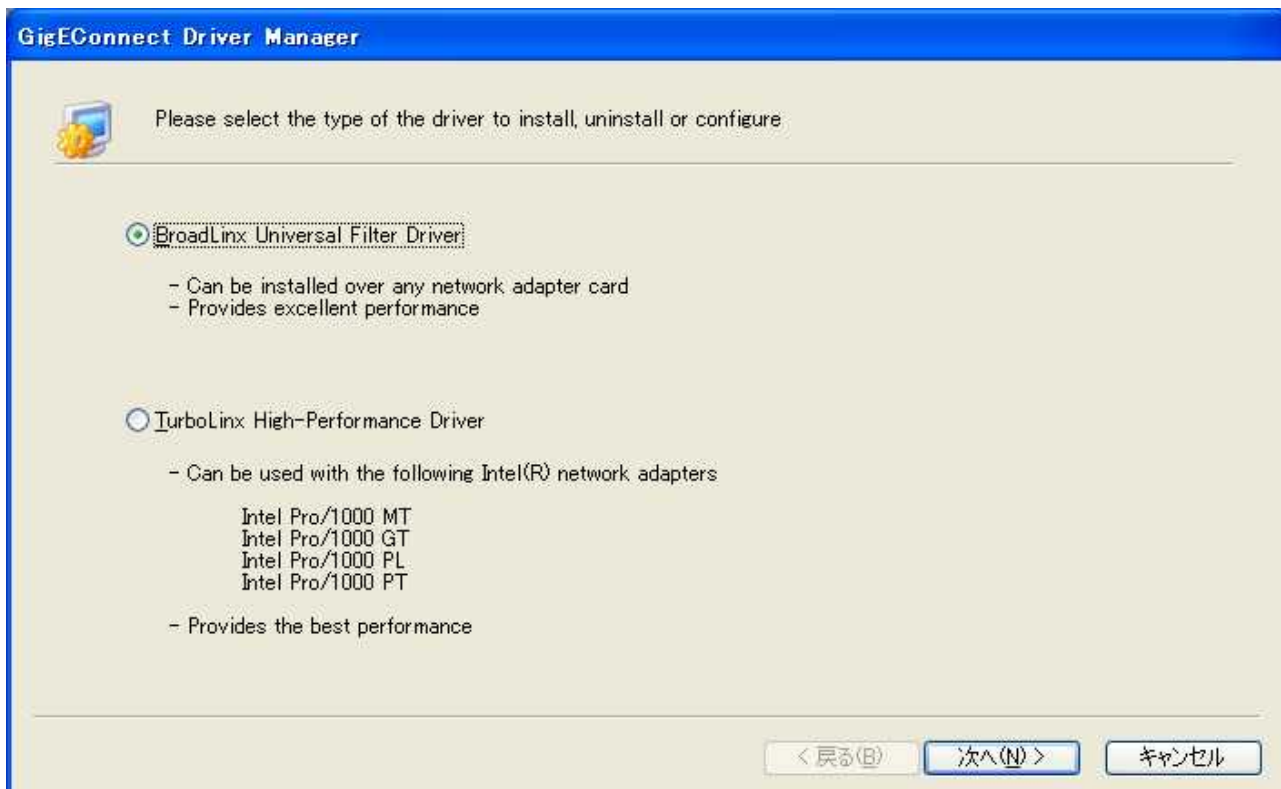 GigEConnect Driver Manager
Please select the type of the driver to install, uninstall or configure
BroadLinx Universal Filter Driver
- Can be installed over any network adapter card
- Provides excellent performance
TurboLinx High-Performance Driver
- Can be used with the following Intel(R) network adapters
Intel Pro/1000 MT
Intel Pro/1000 GT
Intel Pro/1000 PL
Intel Pro/1000 PT
- Provides the best performance
< 戻る(B)
次へ(N) >
キャンセル